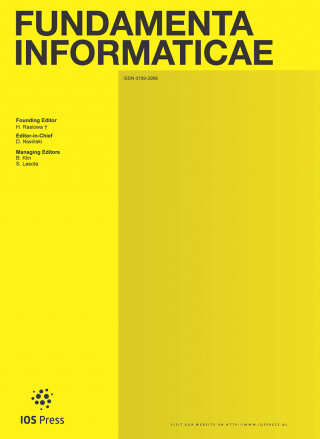 FUNDAMENTA
INFORMATICAE
ISSN 0169-2968
Founding Editor
H. Rasiowa †
Editor-in-Chief
D. Niwiński
Managing Editors
B. Klin
S. Lasota
IOS Press
VISIT OUR WEBSITE ON HTTP://WWW.IOSPRESS.NL